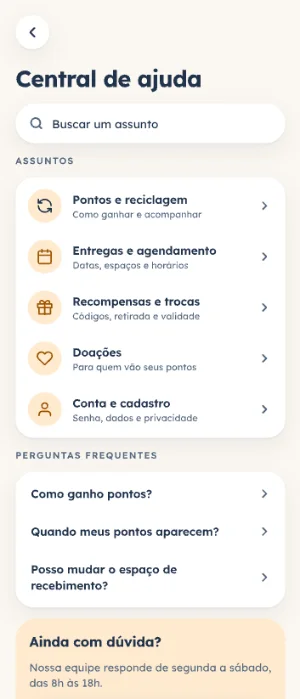 Central de ajuda
Buscar um assunto
ASSUNTOS
Pontos e reciclagem
Como ganhar e acompanhar
Entregas e agendamento
Datas, espaços e horários
Recompensas e trocas
Códigos, retirada e validade
Doações
Para quem vão seus pontos
Conta e cadastro
Senha, dados e privacidade
PERGUNTAS FREQUENTES
Como ganho pontos?
Quando meus pontos aparecem?
Posso mudar o espaço de
recebimento?
Ainda com dúvida?
Nossa equipe responde de segunda a sábado,
das 8h às 18h.